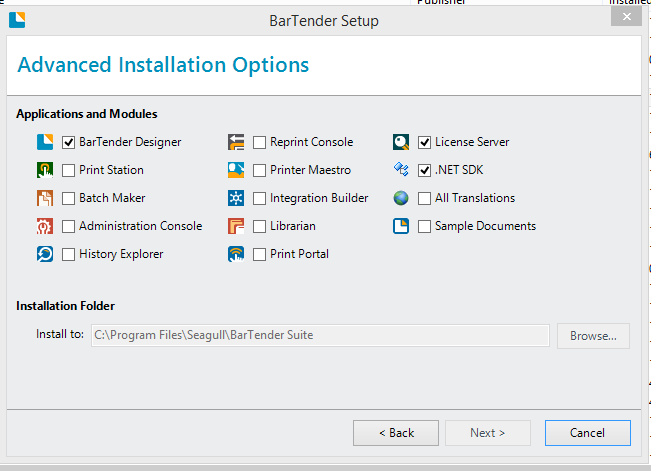 Publisher
Installed
BarTender Setup
Advanced Installation Options
Applications and Modules
BarTender Designer
Reprint Console
License Server
Print Station
Printer Maestro
.NET SDK
Batch Maker
Integration Builder
All Translations
Administration Console
Librarian
Sample Documents
History Explorer
Print Portal
Installation Folder
Install to: C:\Program Files\Seagull\BarTender Suite Browse...
< Back Next > Cancel